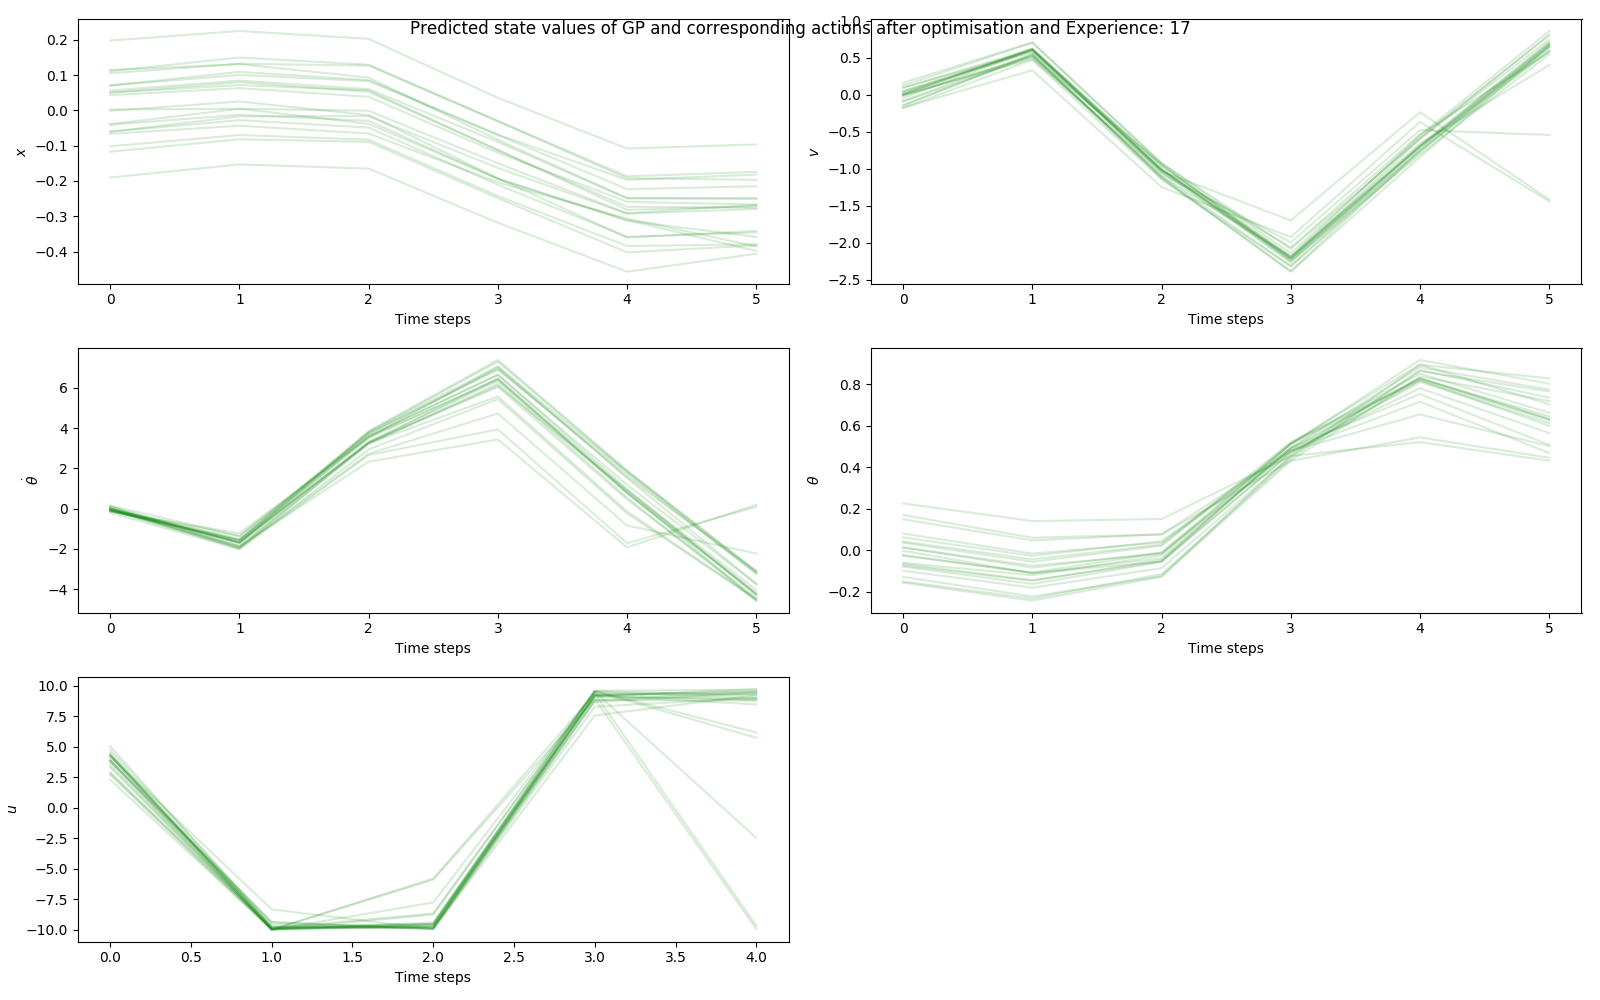 Predicted state values of GP and corresponding actions after optimisation and Experience: 17
0.2
0.1
0.0
−0.1
−0.2
−0.3
−0.4
x
0 1 2 3 4 5
Time steps
1.0
0.5
0.0
−0.5
−1.0
−1.5
−2.0
−2.5
v
0 1 2 3 4 5
Time steps
6
4
2
0
−2
−4
θ̇
0 1 2 3 4 5
Time steps
0.8
0.6
0.4
0.2
0.0
−0.2
θ
0 1 2 3 4 5
Time steps
10.0
7.5
5.0
2.5
0.0
−2.5
−5.0
−7.5
−10.0
u
0.0 0.5 1.0 1.5 2.0 2.5 3.0 3.5 4.0
Time steps